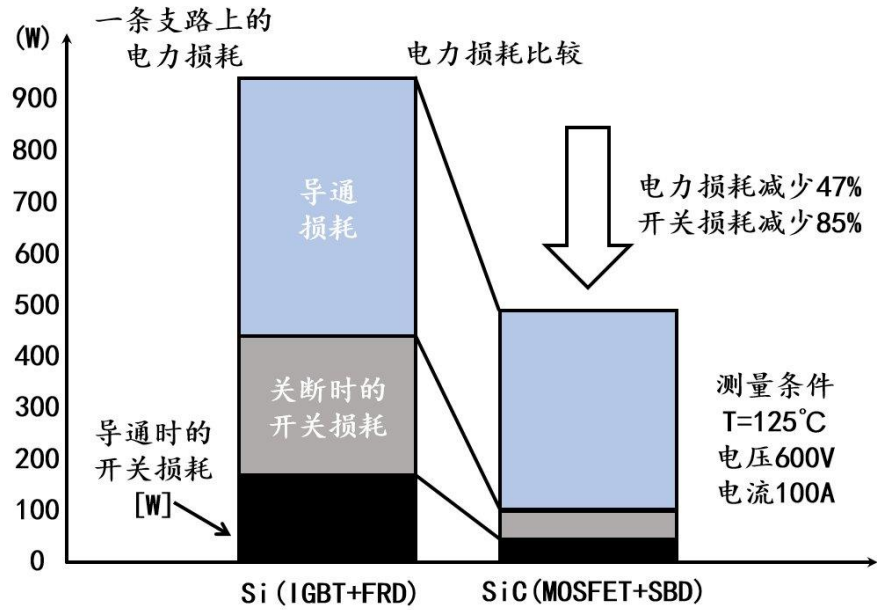 一条支路上的
(W)
电力损耗
电力损耗比较
900
800
700
600
500
400
300
200
100
0
导通
损耗
关断时的
开关损耗
导通时的
开关损耗
[W]
电力损耗减少47%
开关损耗减少85%
测量条件
T=125℃
电压600V
电流100A
Si(IGBT+FRD)
SiC(MOSFET+SBD)